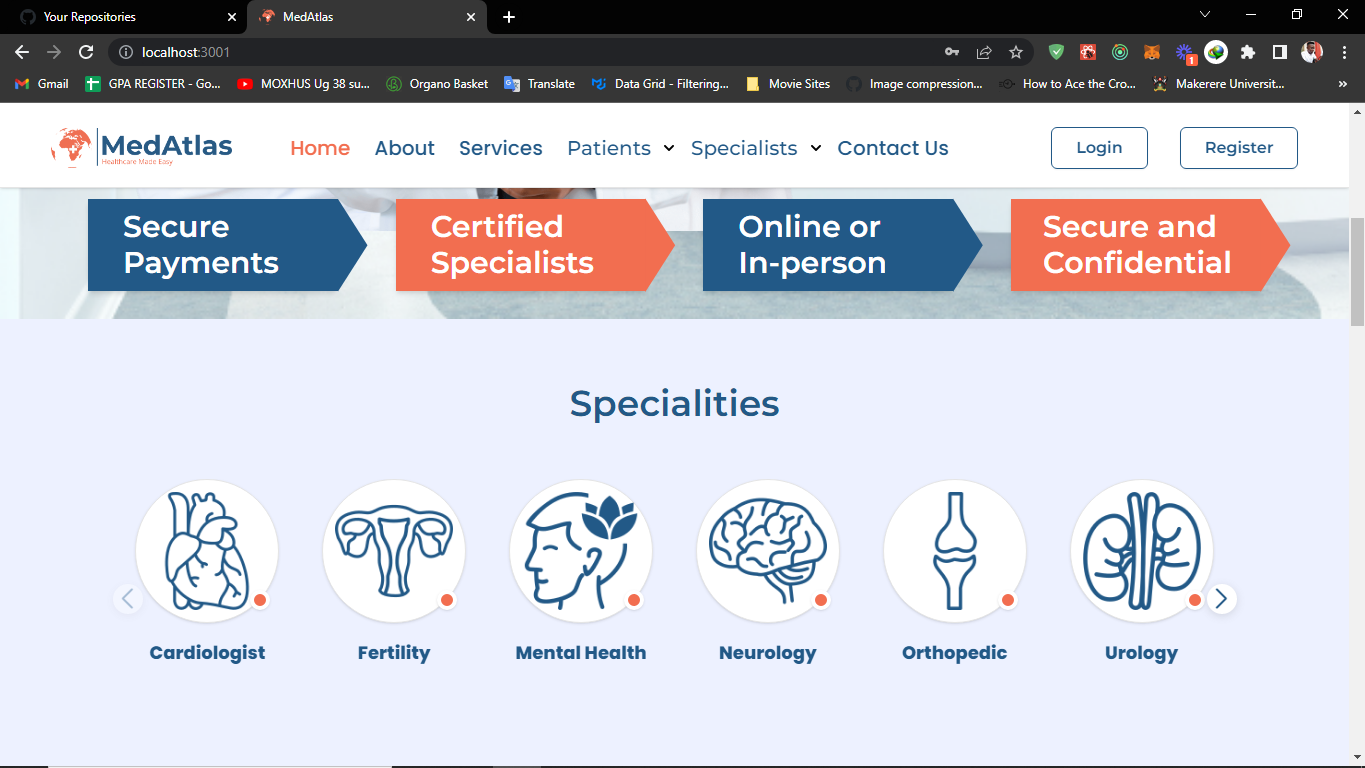 Your Repositories
MedAtlas
localhost:3001
1
Gmail
GPA REGISTER - Go...
MOXHUS Ug 38 su...
Organo Basket
Translate
Data Grid - Filtering...
Movie Sites
Image compression...
How to Ace the Cro...
Makerere Universit...
»
MedAtlas
Healthcare Made Easy
Home
About
Services
Patients
Specialists
Contact Us
Login
Register
Secure
Payments
Certified
Specialists
Online or
In-person
Secure and
Confidential
Specialities
Cardiologist
Fertility
Mental Health
Neurology
Orthopedic
Urology